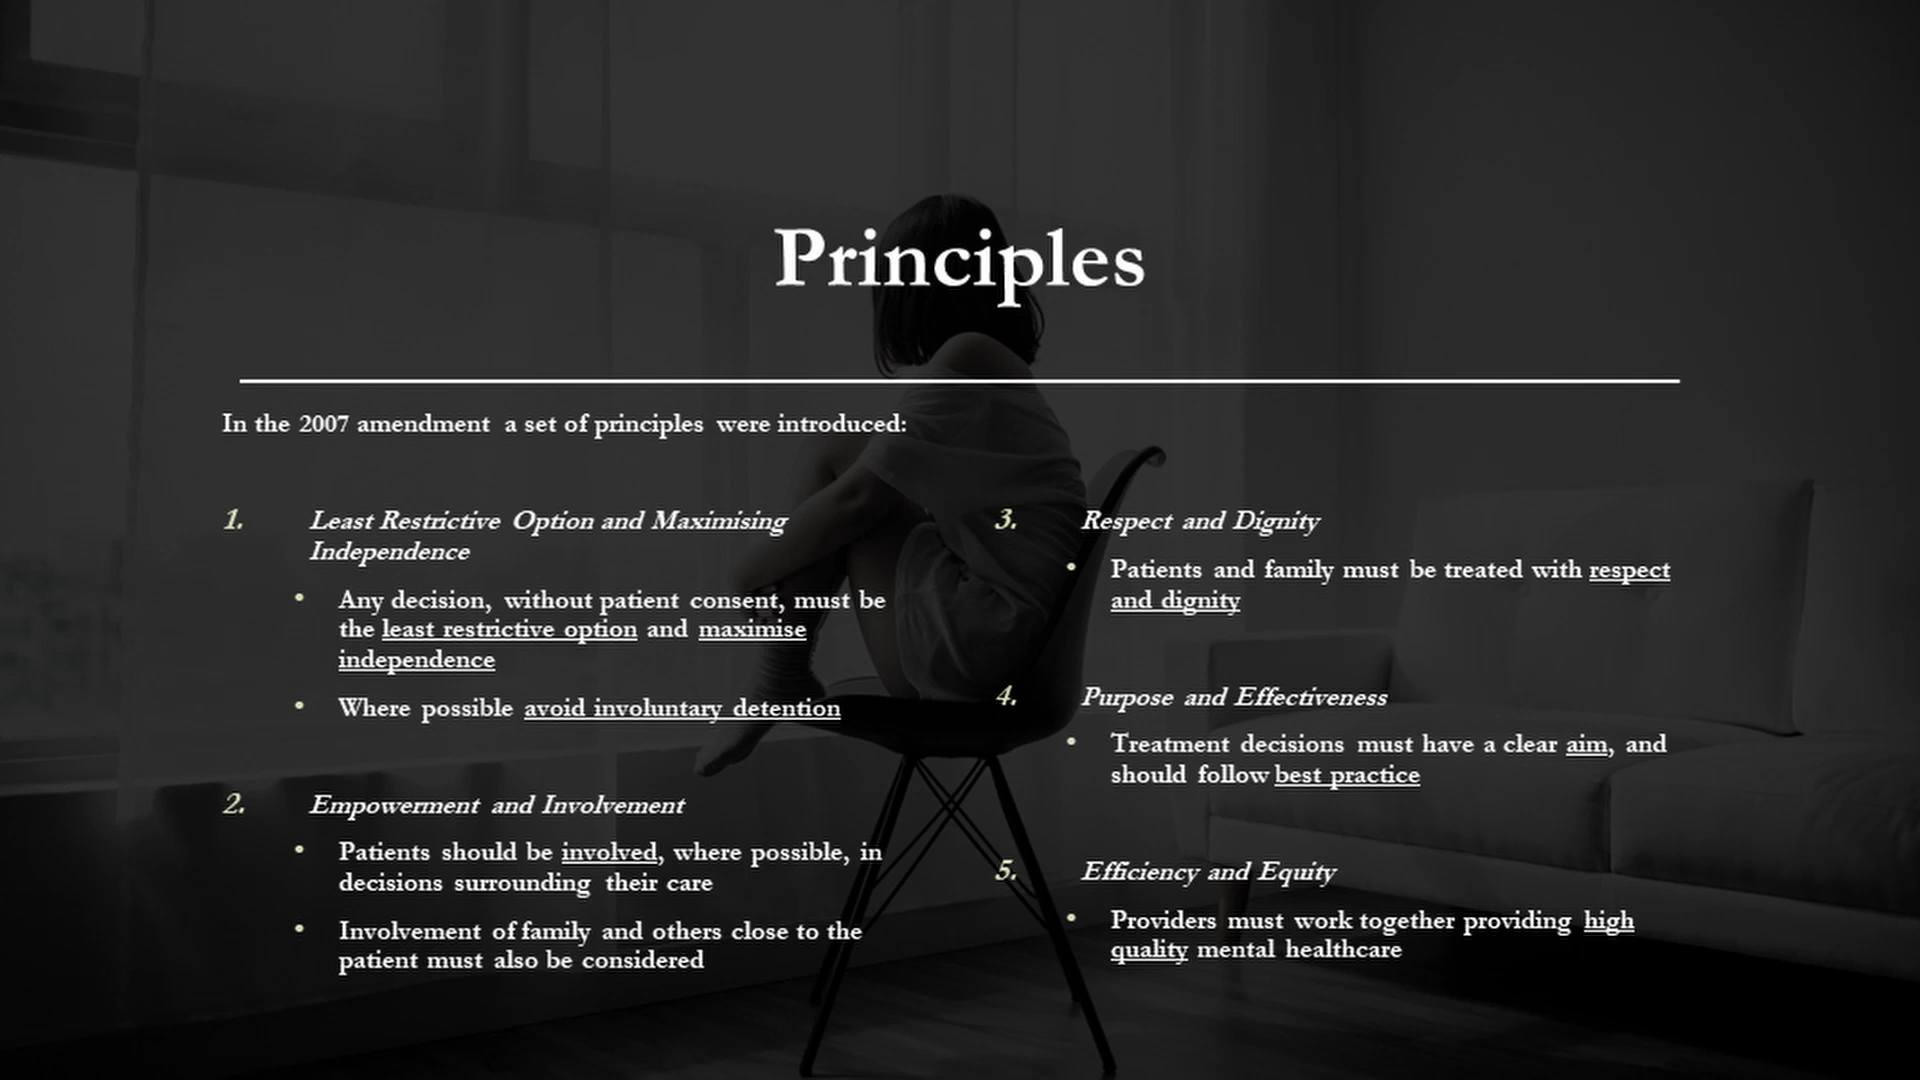 Principles
In the 2007 amendment a set of principles were introduced:
1. Least Restrictive Option and Maximising
Independence
• Any decision, without patient consent, must be
the least restrictive option and maximise
independence
• Where possible avoid involuntary detention
2. Empowerment and Involvement
• Patients should be involved, where possible, in
decisions surrounding their care
• Involvement of family and others close to the
patient must also be considered
3. Respect and Dignity
• Patients and family must be treated with respect
and dignity
4. Purpose and Effectiveness
• Treatment decisions must have a clear aim, and
should follow best practice
5. Efficiency and Equity
• Providers must work together providing high
quality mental healthcare